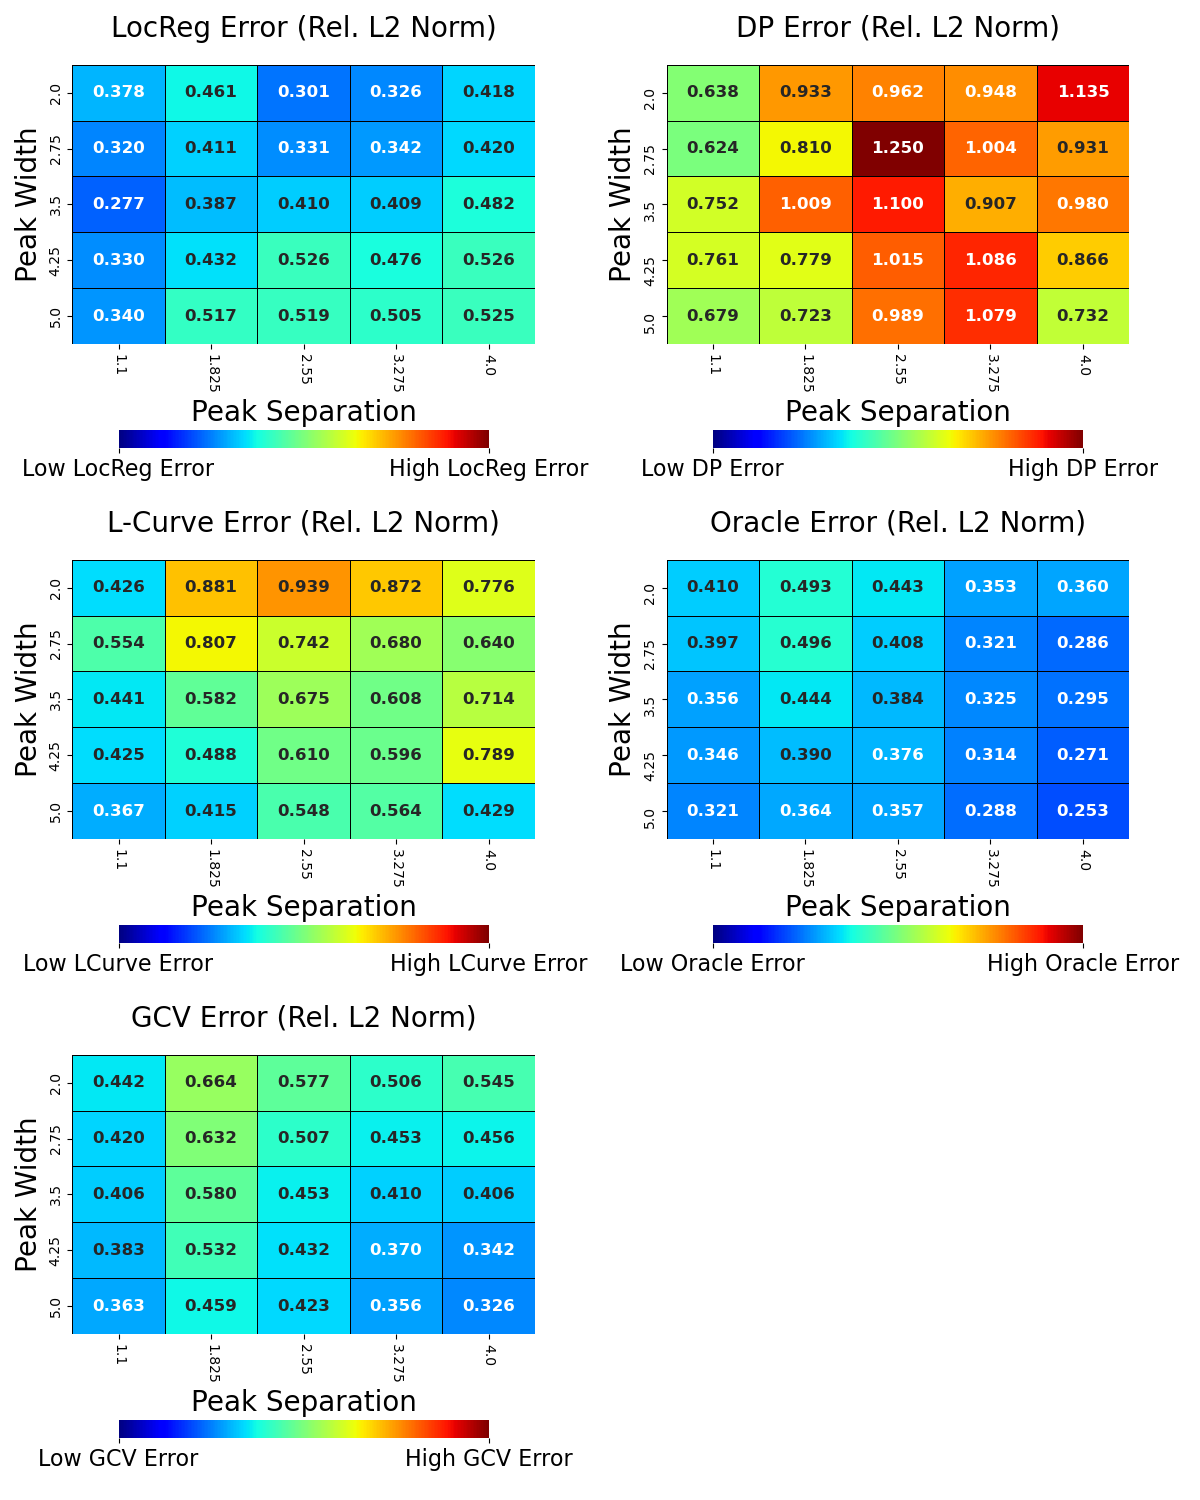 LocReg Error (Rel. L2 Norm)
Peak Width
2.0 0.378 0.461 0.301 0.326 0.418
2.75 0.320 0.411 0.331 0.342 0.420
3.5 0.277 0.387 0.410 0.409 0.482
4.25 0.330 0.432 0.526 0.476 0.526
5.0 0.340 0.517 0.519 0.505 0.525
1.1 1.825 2.55 3.275 4.0
Peak Separation
Low LocReg Error High LocReg Error
DP Error (Rel. L2 Norm)
Peak Width
2.0 0.638 0.933 0.962 0.948 1.135
2.75 0.624 0.810 1.250 1.004 0.931
3.5 0.752 1.009 1.100 0.907 0.980
4.25 0.761 0.779 1.015 1.086 0.866
5.0 0.679 0.723 0.989 1.079 0.732
1.1 1.825 2.55 3.275 4.0
Peak Separation
Low DP Error High DP Error
L-Curve Error (Rel. L2 Norm)
Peak Width
2.0 0.426 0.881 0.939 0.872 0.776
2.75 0.554 0.807 0.742 0.680 0.640
3.5 0.441 0.582 0.675 0.608 0.714
4.25 0.425 0.488 0.610 0.596 0.789
5.0 0.367 0.415 0.548 0.564 0.429
1.1 1.825 2.55 3.275 4.0
Peak Separation
Low LCurve Error High LCurve Error
Oracle Error (Rel. L2 Norm)
Peak Width
2.0 0.410 0.493 0.443 0.353 0.360
2.75 0.397 0.496 0.408 0.321 0.286
3.5 0.356 0.444 0.384 0.325 0.295
4.25 0.346 0.390 0.376 0.314 0.271
5.0 0.321 0.364 0.357 0.288 0.253
1.1 1.825 2.55 3.275 4.0
Peak Separation
Low Oracle Error High Oracle Error
GCV Error (Rel. L2 Norm)
Peak Width
2.0 0.442 0.664 0.577 0.506 0.545
2.75 0.420 0.632 0.507 0.453 0.456
3.5 0.406 0.580 0.453 0.410 0.406
4.25 0.383 0.532 0.432 0.370 0.342
5.0 0.363 0.459 0.423 0.356 0.326
1.1 1.825 2.55 3.275 4.0
Peak Separation
Low GCV Error High GCV Error